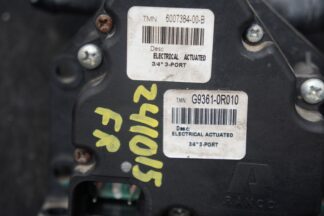 TMN 6007384-00-B
Desc:
ELECTRICAL ACTUATED
3/4" 3-PORT
TMN G9361-0R010
Desc:
ELECTRICAL ACTUATED
3/4" 3-PORT
241015
FR
SANCO